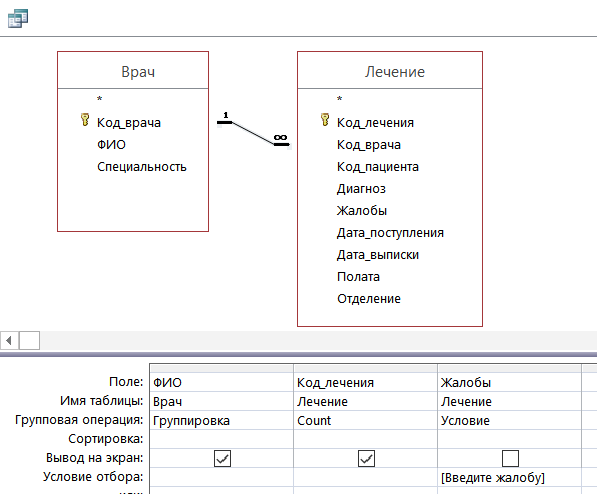 Врач
*
Код_врача
ФИО
Специальность
1
∞
Лечение
*
Код_лечения
Код_врача
Код_пациента
Диагноз
Жалобы
Дата_поступления
Дата_выписки
Полата
Отделение
Поле: ФИО Код_лечения Жалобы
Имя таблицы: Врач Лечение Лечение
Групповая операция: Группировка Count Условие
Сортировка:
Вывод на экран:
Условие отбора: [Введите жалобу]
или: